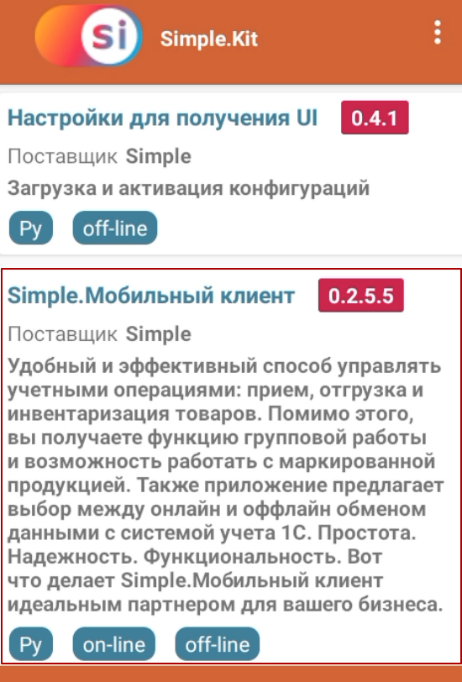 si
Simple.Kit
Настройки для получения UI 0.4.1
Поставщик Simple
Загрузка и активация конфигураций
Py off-line
Simple.Мобильный клиент 0.2.5.5
Поставщик Simple
Удобный и эффективный способ управлять
учетными операциями: прием, отгрузка и
инвентаризация товаров. Помимо этого,
вы получаете функцию групповой работы
и возможность работать с маркированной
продукцией. Также приложение предлагает
выбор между онлайн и оффлайн обменом
данными с системой учета 1С. Простота.
Надежность. Функциональность. Вот
что делает Simple.Мобильный клиент
идеальным партнером для вашего бизнеса.
Py on-line off-line